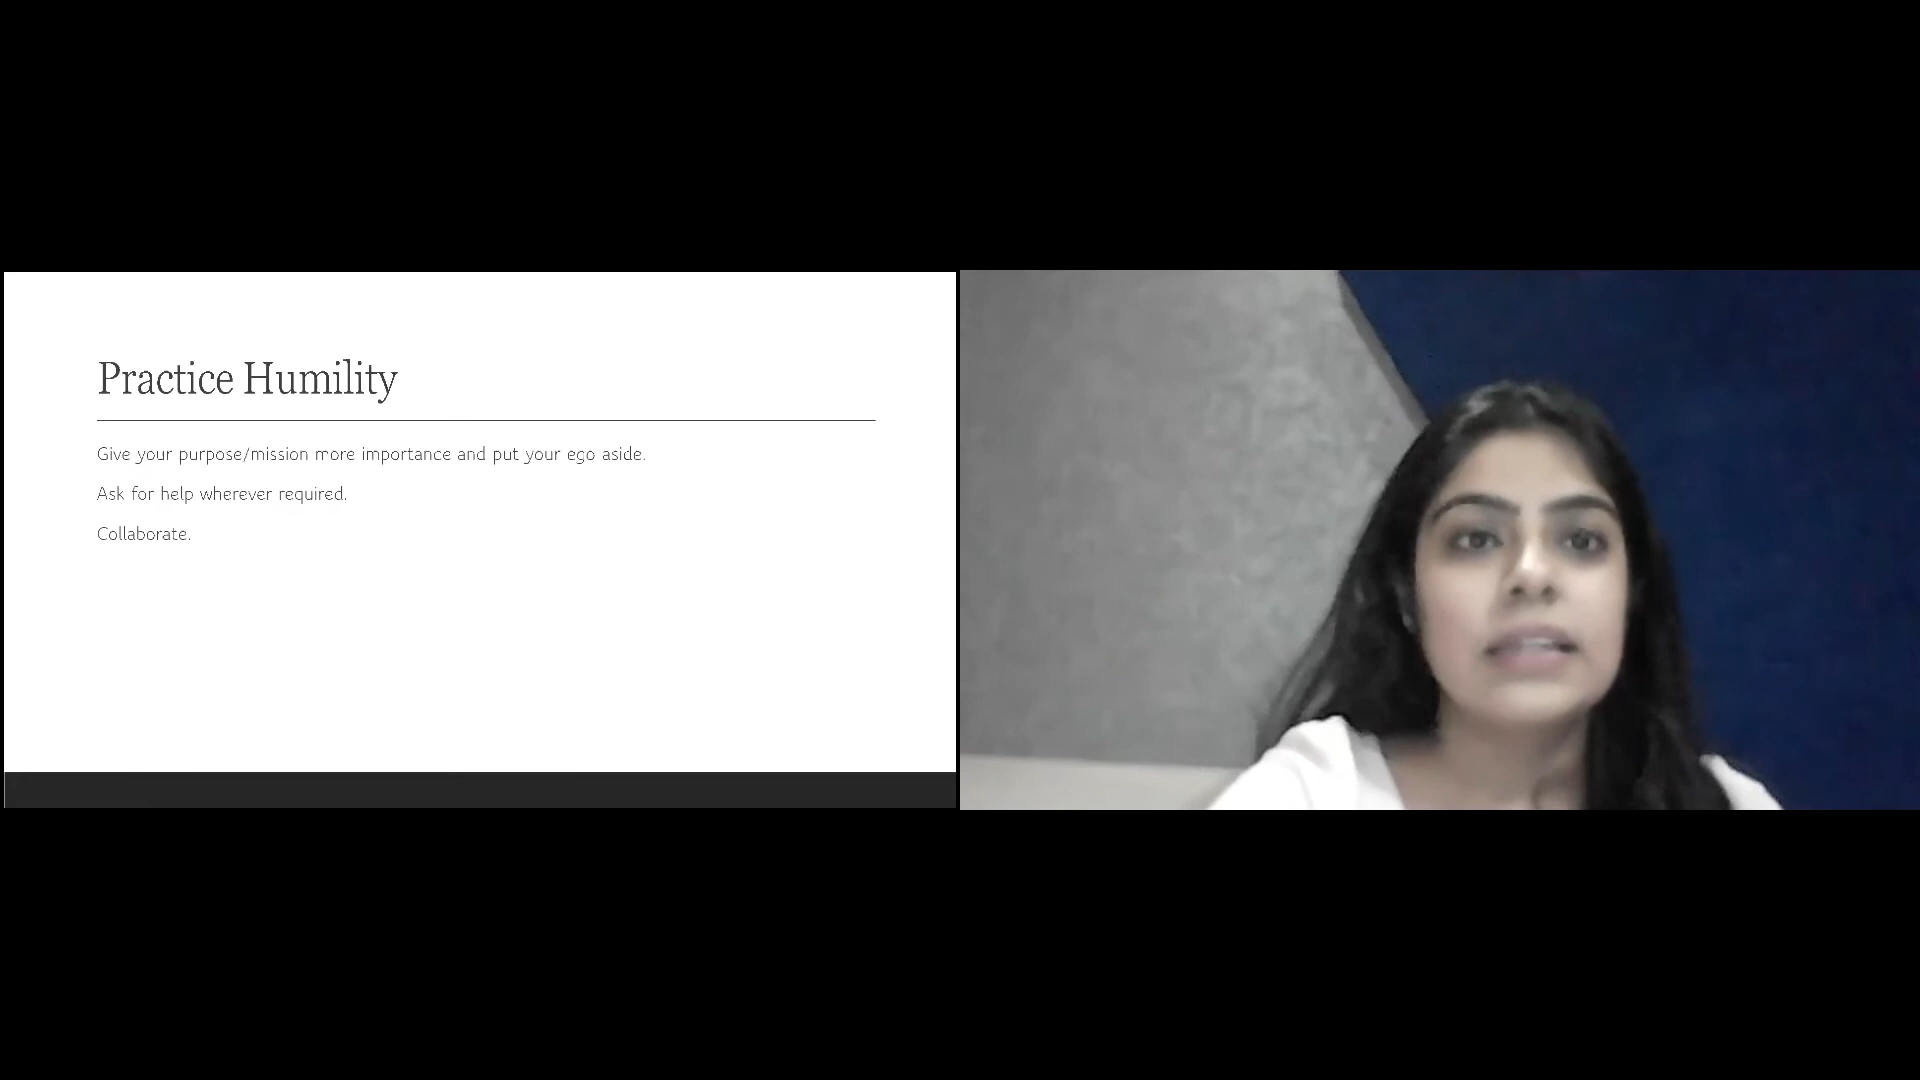 Practice Humility
Give your purpose/mission more importance and put your ego aside.
Ask for help wherever required.
Collaborate.